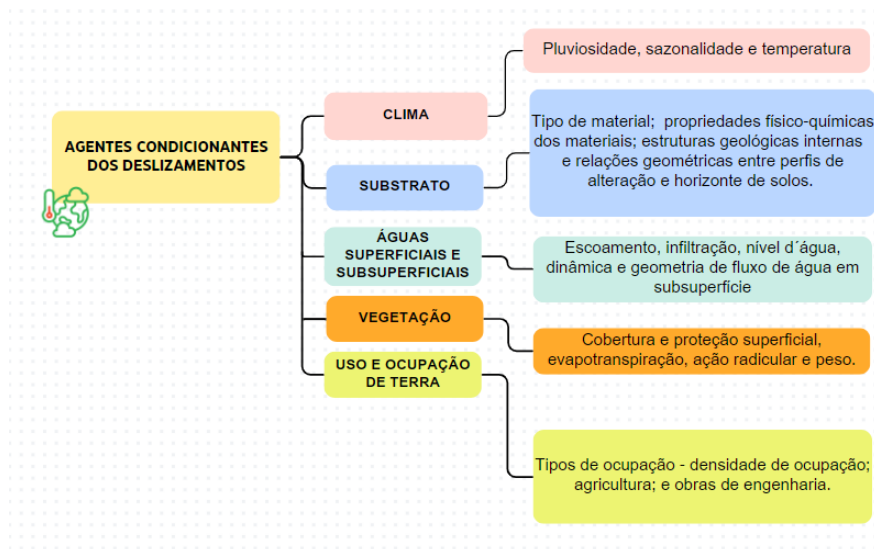 AGENTES CONDICIONANTES
DOS DESLIZAMENTOS
CLIMA
Pluviosidade, sazonalidade e temperatura
SUBSTRATO
Tipo de material;  propriedades físico-químicas
dos materiais; estruturas geológicas internas
e relações geométricas entre perfis de
alteração e horizonte de solos.
ÁGUAS
SUPERFICIAIS E
SUBSUPERFICIAIS
Escoamento, infiltração, nível d´água,
dinâmica e geometria de fluxo de água em
subsuperfície
VEGETAÇÃO
Cobertura e proteção superficial,
evapotranspiração, ação radicular e peso.
USO E OCUPAÇÃO
DE TERRA
Tipos de ocupação - densidade de ocupação;
agricultura; e obras de engenharia.